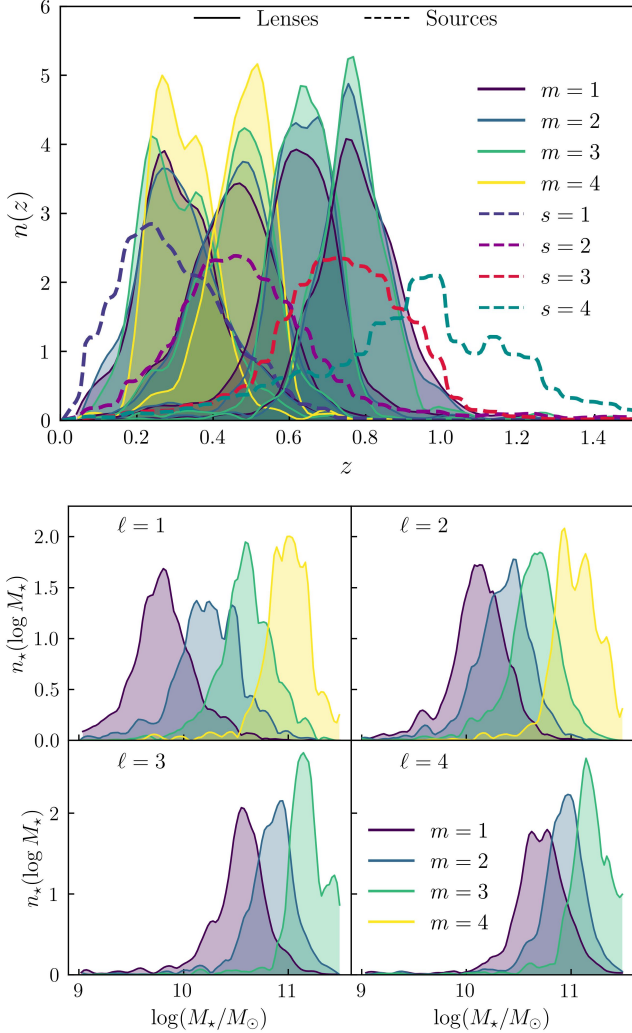 Lenses Sources
6
5
4
3
2
1
0
n(z)
m = 1
m = 2
m = 3
m = 4
s = 1
s = 2
s = 3
s = 4
0.0 0.2 0.4 0.6 0.8 1.0 1.2 1.4
z
ℓ = 1 ℓ = 2
2.0
1.5
1.0
0.5
0.0
n⋆(log M⋆)
ℓ = 3 ℓ = 4
2
1
0
n⋆(log M⋆)
m = 1
m = 2
m = 3
m = 4
9 10 11 9 10 11
log(M⋆/M⊙) log(M⋆/M⊙)